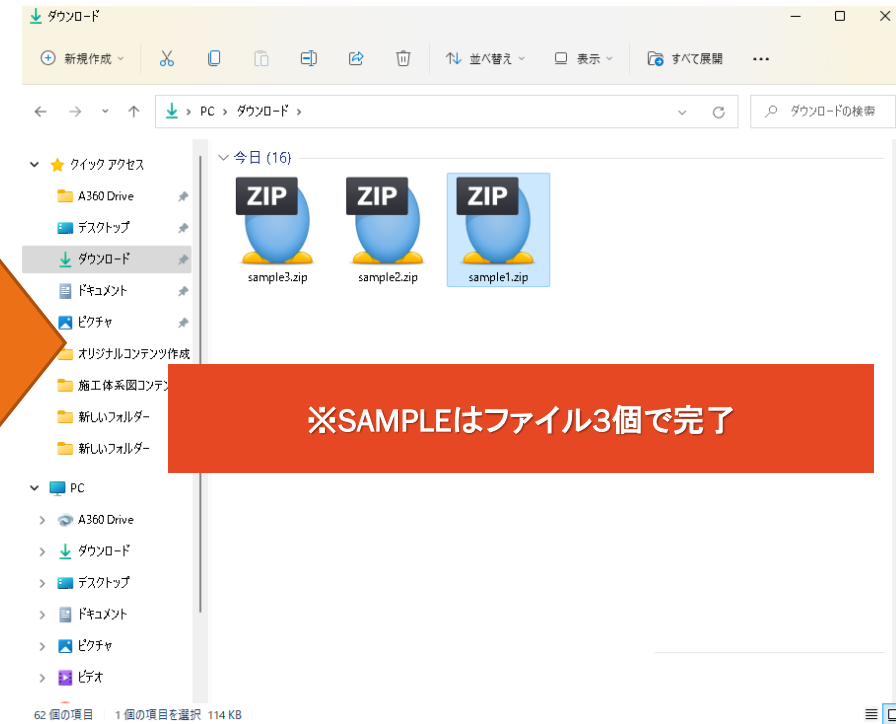 ダウンロード
新規作成
並べ替え
表示
すべて展開
PC
ダウンロード
ダウンロードの検索
クイック アクセス
A360 Drive
デスクトップ
ダウンロード
ドキュメント
ピクチャ
オリジナルコンテンツ作成
施工体系図コンテン
新しいフォルダー
新しいフォルダー
PC
A360 Drive
ダウンロード
デスクトップ
ドキュメント
ピクチャ
ビデオ
今日 (16)
ZIP
ZIP
ZIP
sample3.zip
sample2.zip
sample1.zip
※SAMPLEはファイル3個で完了
62 個の項目
1 個の項目を選択 114 KB